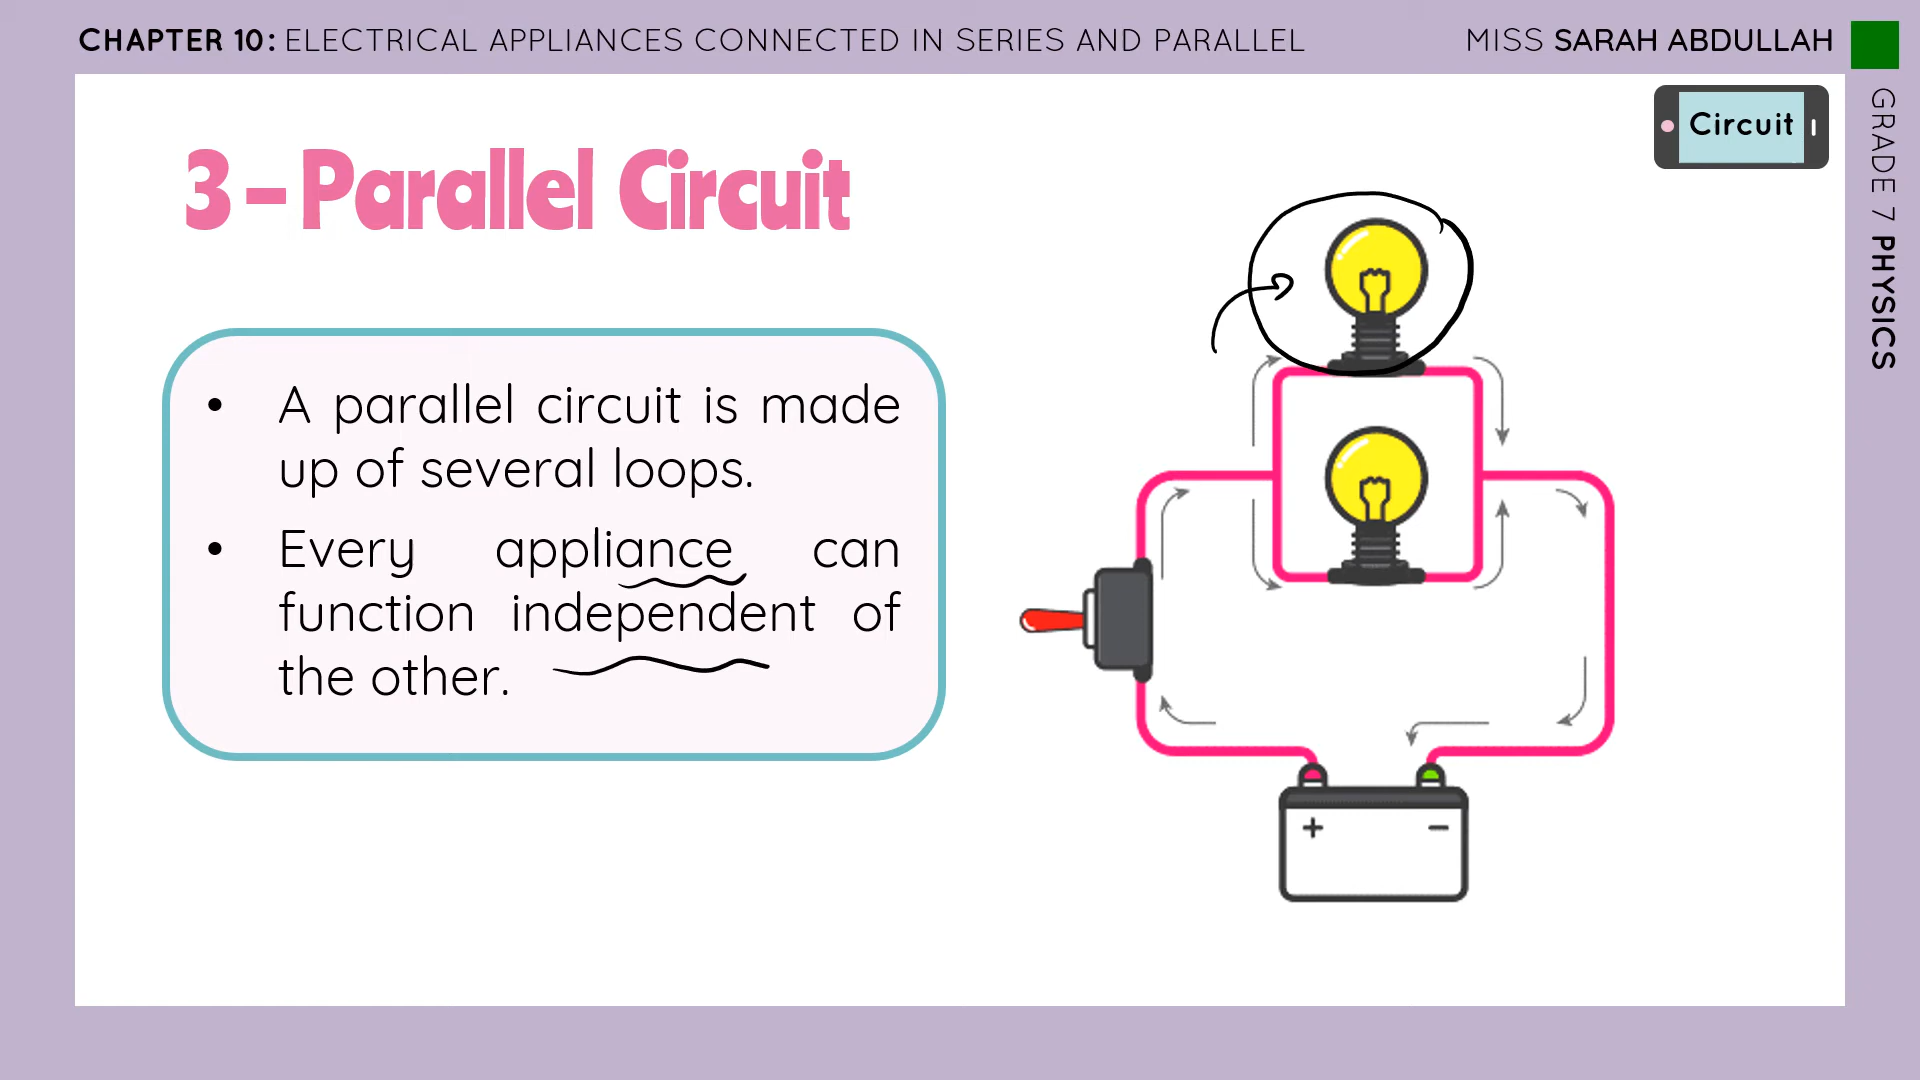 CHAPTER 10: ELECTRICAL APPLIANCES CONNECTED IN SERIES AND PARALLEL
MISS SARAH ABDULLAH
GRADE 7 PHYSICS
Circuit
3-Parallel Circuit
• A parallel circuit is made
up of several loops.
• Every appliance can
function independent of
the other.
+ −